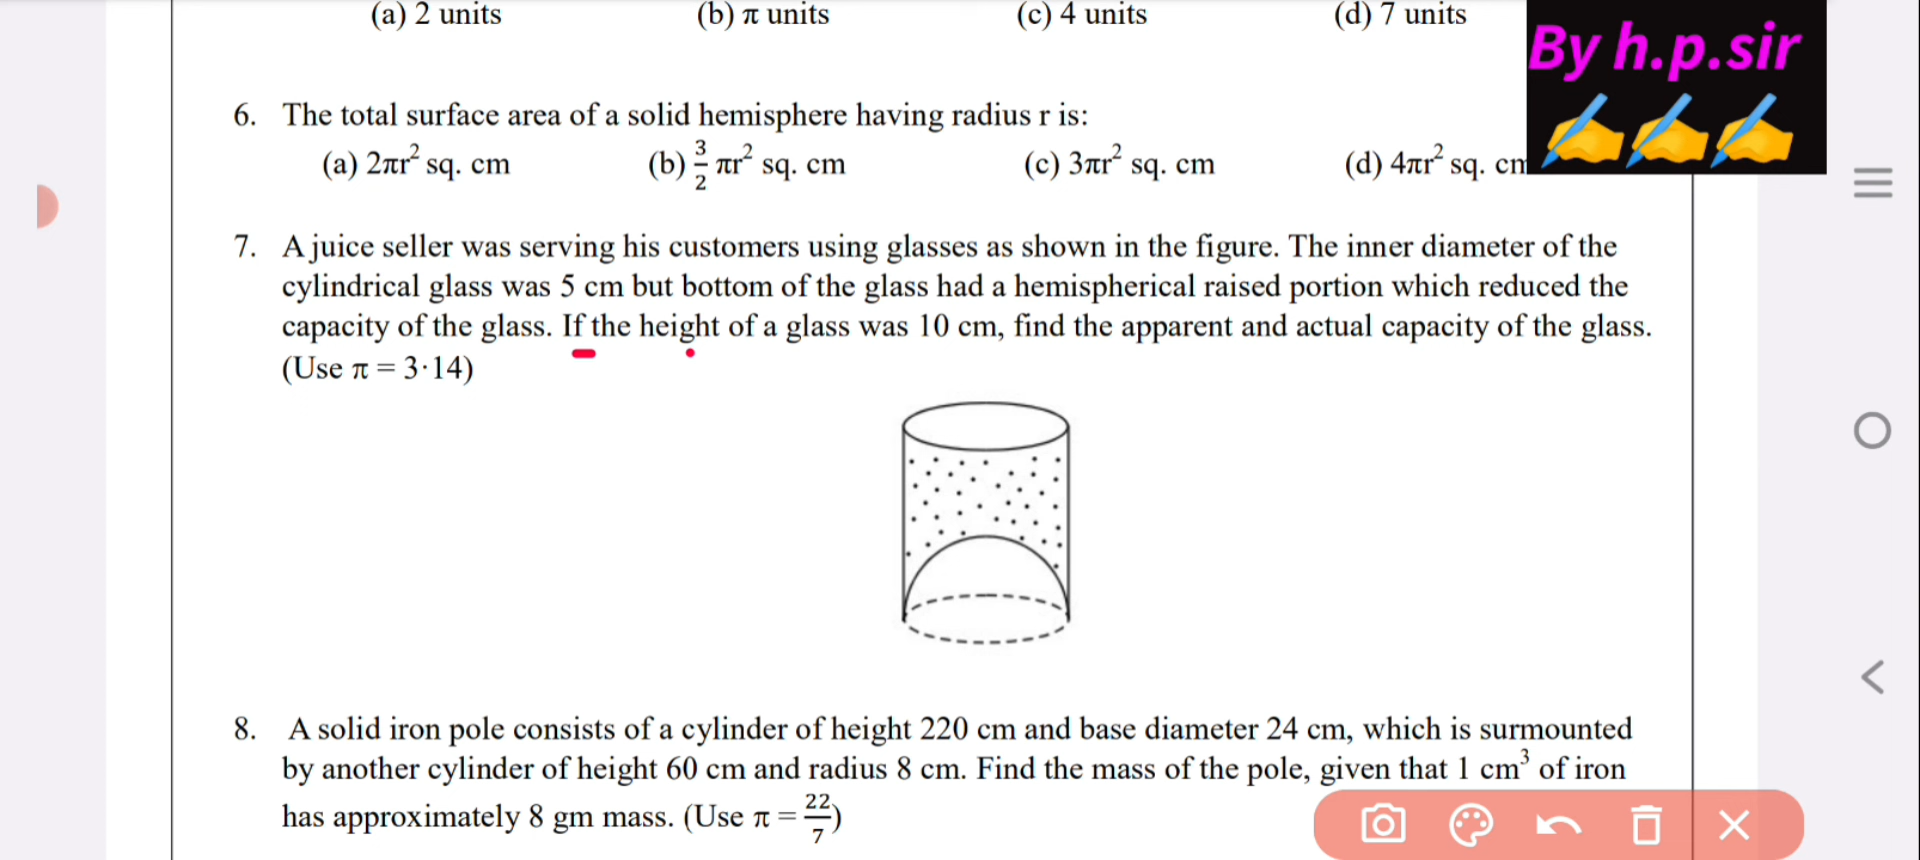 (a) 2 units (b) π units (c) 4 units (d) 7 units
By h.p.sir
6. The total surface area of a solid hemisphere having radius r is:
(a) 2πr² sq. cm (b) 3/2 πr² sq. cm (c) 3πr² sq. cm (d) 4πr² sq. cm
7. A juice seller was serving his customers using glasses as shown in the figure. The inner diameter of the
cylindrical glass was 5 cm but bottom of the glass had a hemispherical raised portion which reduced the
capacity of the glass. If the height of a glass was 10 cm, find the apparent and actual capacity of the glass.
(Use π = 3·14)
8. A solid iron pole consists of a cylinder of height 220 cm and base diameter 24 cm, which is surmounted
by another cylinder of height 60 cm and radius 8 cm. Find the mass of the pole, given that 1 cm³ of iron
has approximately 8 gm mass. (Use π = 22/7)